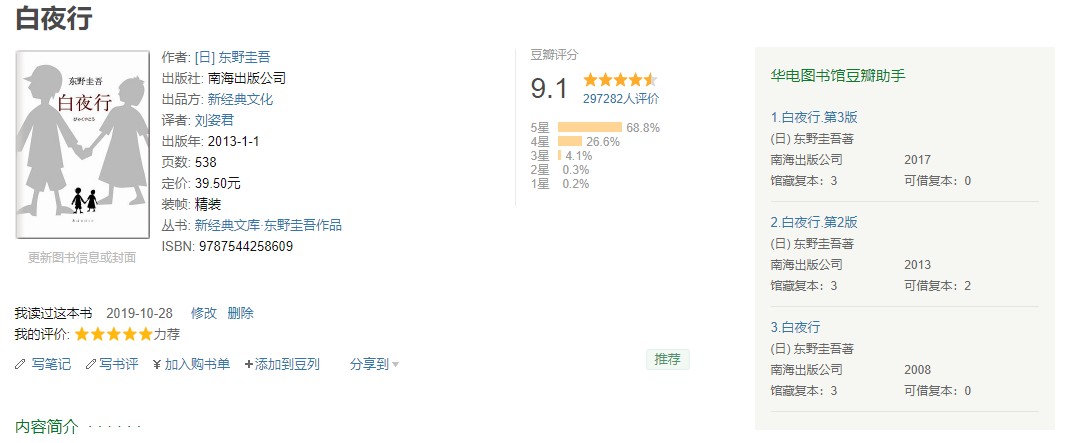 白夜行
东野圭吾
白夜行
びゃくやこう
更新图书信息或封面
作者: [日] 东野圭吾
出版社: 南海出版公司
出品方: 新经典文化
译者: 刘姿君
出版年: 2013-1-1
页数: 538
定价: 39.50元
装帧: 精装
丛书: 新经典文库·东野圭吾作品
ISBN: 9787544258609
豆瓣评分
9.1
297282人评价
5星 68.8%
4星 26.6%
3星 4.1%
2星 0.3%
1星 0.2%
我读过这本书 2019-10-28 修改 删除
我的评价: 力荐
写笔记 写书评 ¥ 加入购书单 +添加到豆列 分享到
推荐
内容简介 · · · · · ·
华电图书馆豆瓣助手
1.白夜行.第3版
(日) 东野圭吾著
南海出版公司 2017
馆藏复本：3 可借复本：0
2.白夜行.第2版
(日) 东野圭吾著
南海出版公司 2013
馆藏复本：3 可借复本：2
3.白夜行
(日) 东野圭吾著
南海出版公司 2008
馆藏复本：3 可借复本：0